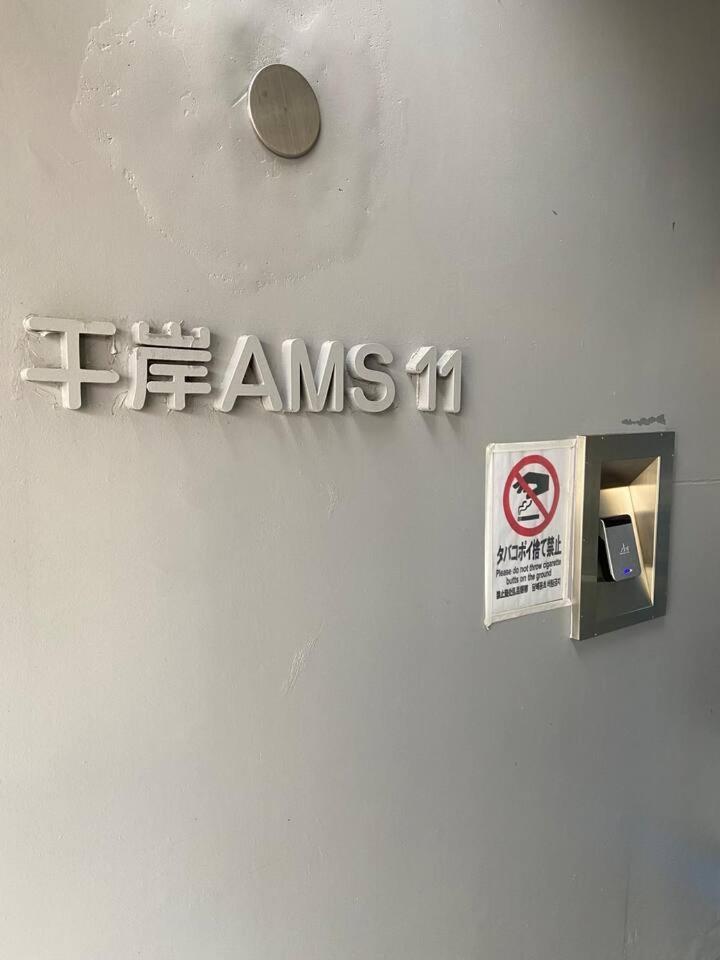 干岸AMS 11
タバコポイ捨て禁止
Please do not throw cigarette
butts on the ground